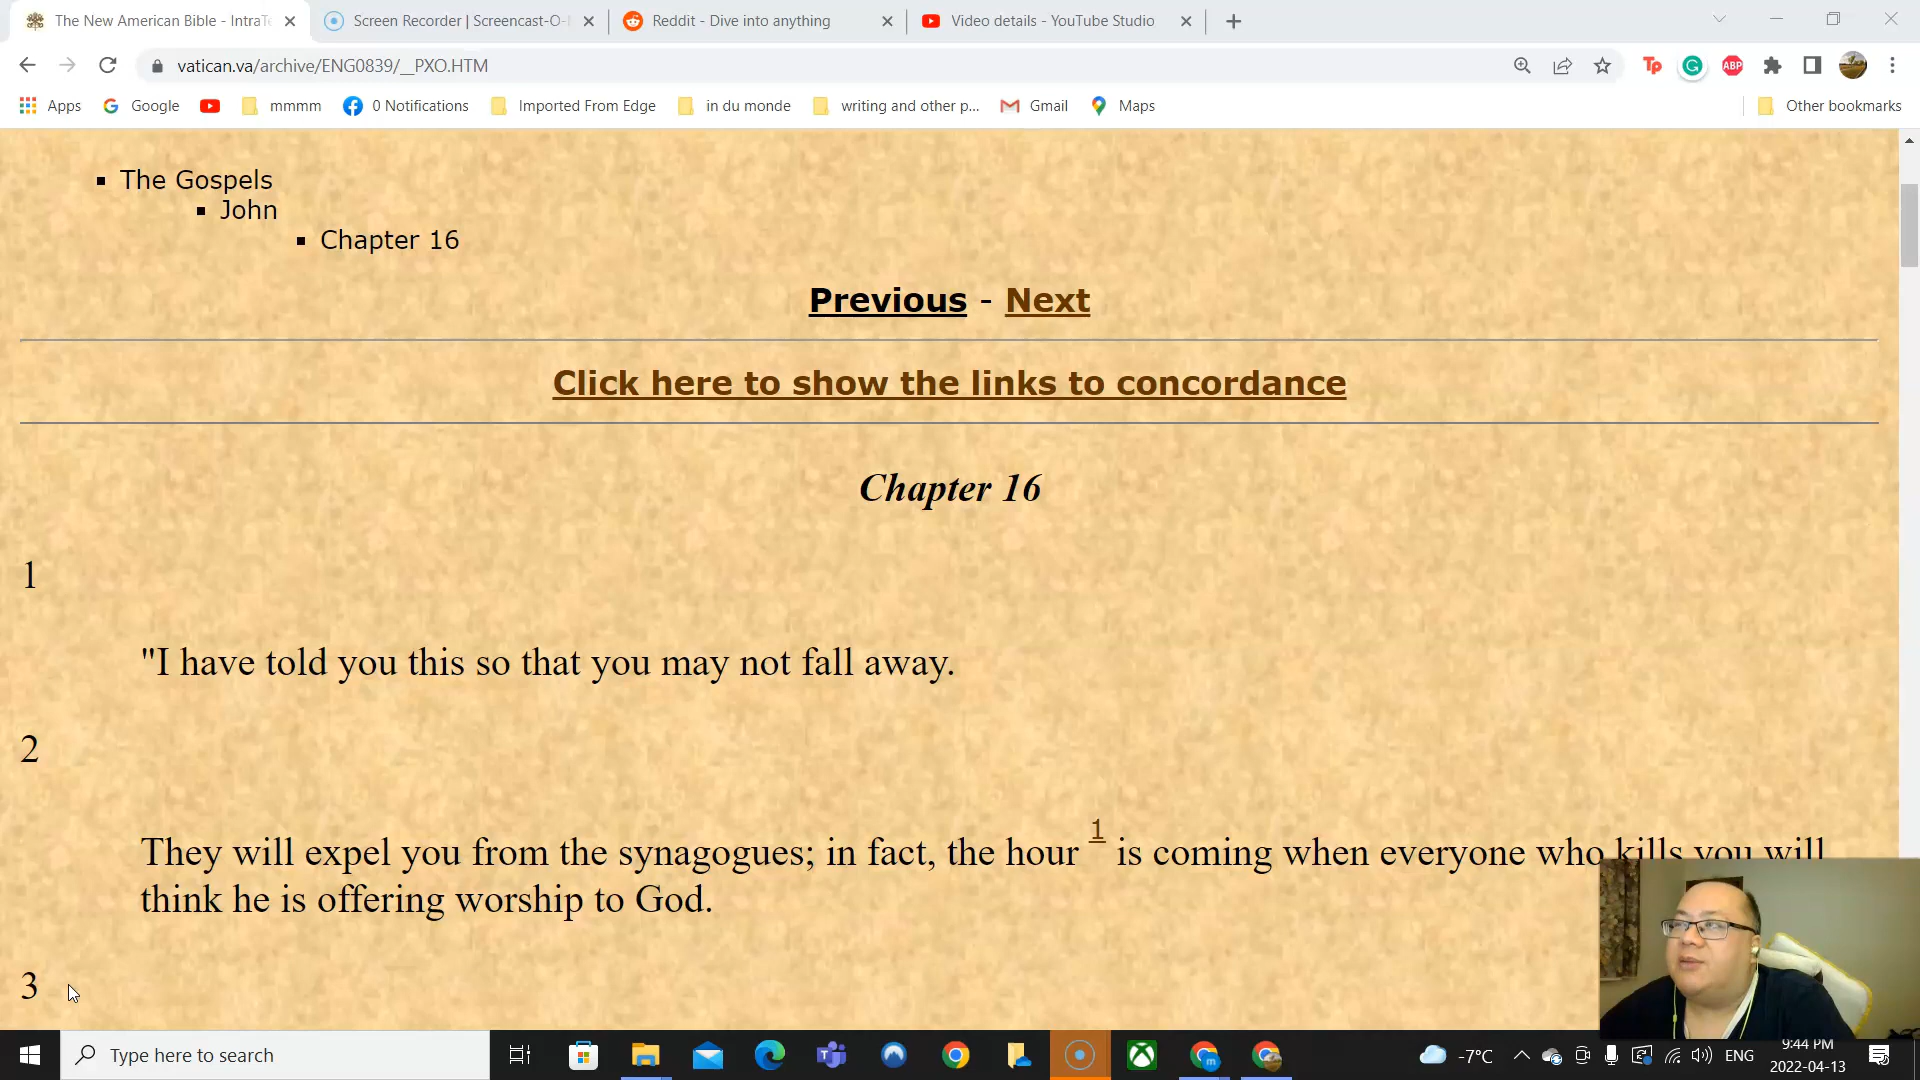 The New American Bible - IntraTe
Screen Recorder | Screencast-O-
Reddit - Dive into anything
Video details - YouTube Studio
vatican.va/archive/ENG0839/__PXO.HTM
Tp
ABP
Apps
Google
mmmm
0 Notifications
Imported From Edge
in du monde
writing and other p...
Gmail
Maps
Other bookmarks
The Gospels
John
Chapter 16
Previous - Next
Click here to show the links to concordance
Chapter 16
1
"I have told you this so that you may not fall away.
2
They will expel you from the synagogues; in fact, the hour 1 is coming when everyone who kills you will
think he is offering worship to God.
3
Type here to search
-7°C
ENG
9:44 PM
2022-04-13